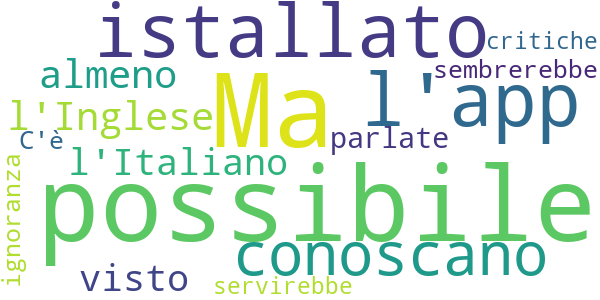 istallato
critiche
almeno
Ma
l'app
sembrerebbe
l'Inglese
C'è
parlate
l'Italiano
possibile
ignoranza
conoscano
visto
servirebbe